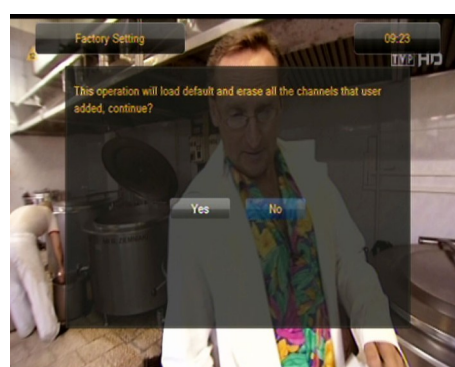 Factory Setting
09:23
TVP HD
This operation will load default and erase all the channels that user
added, continue?
Yes
No